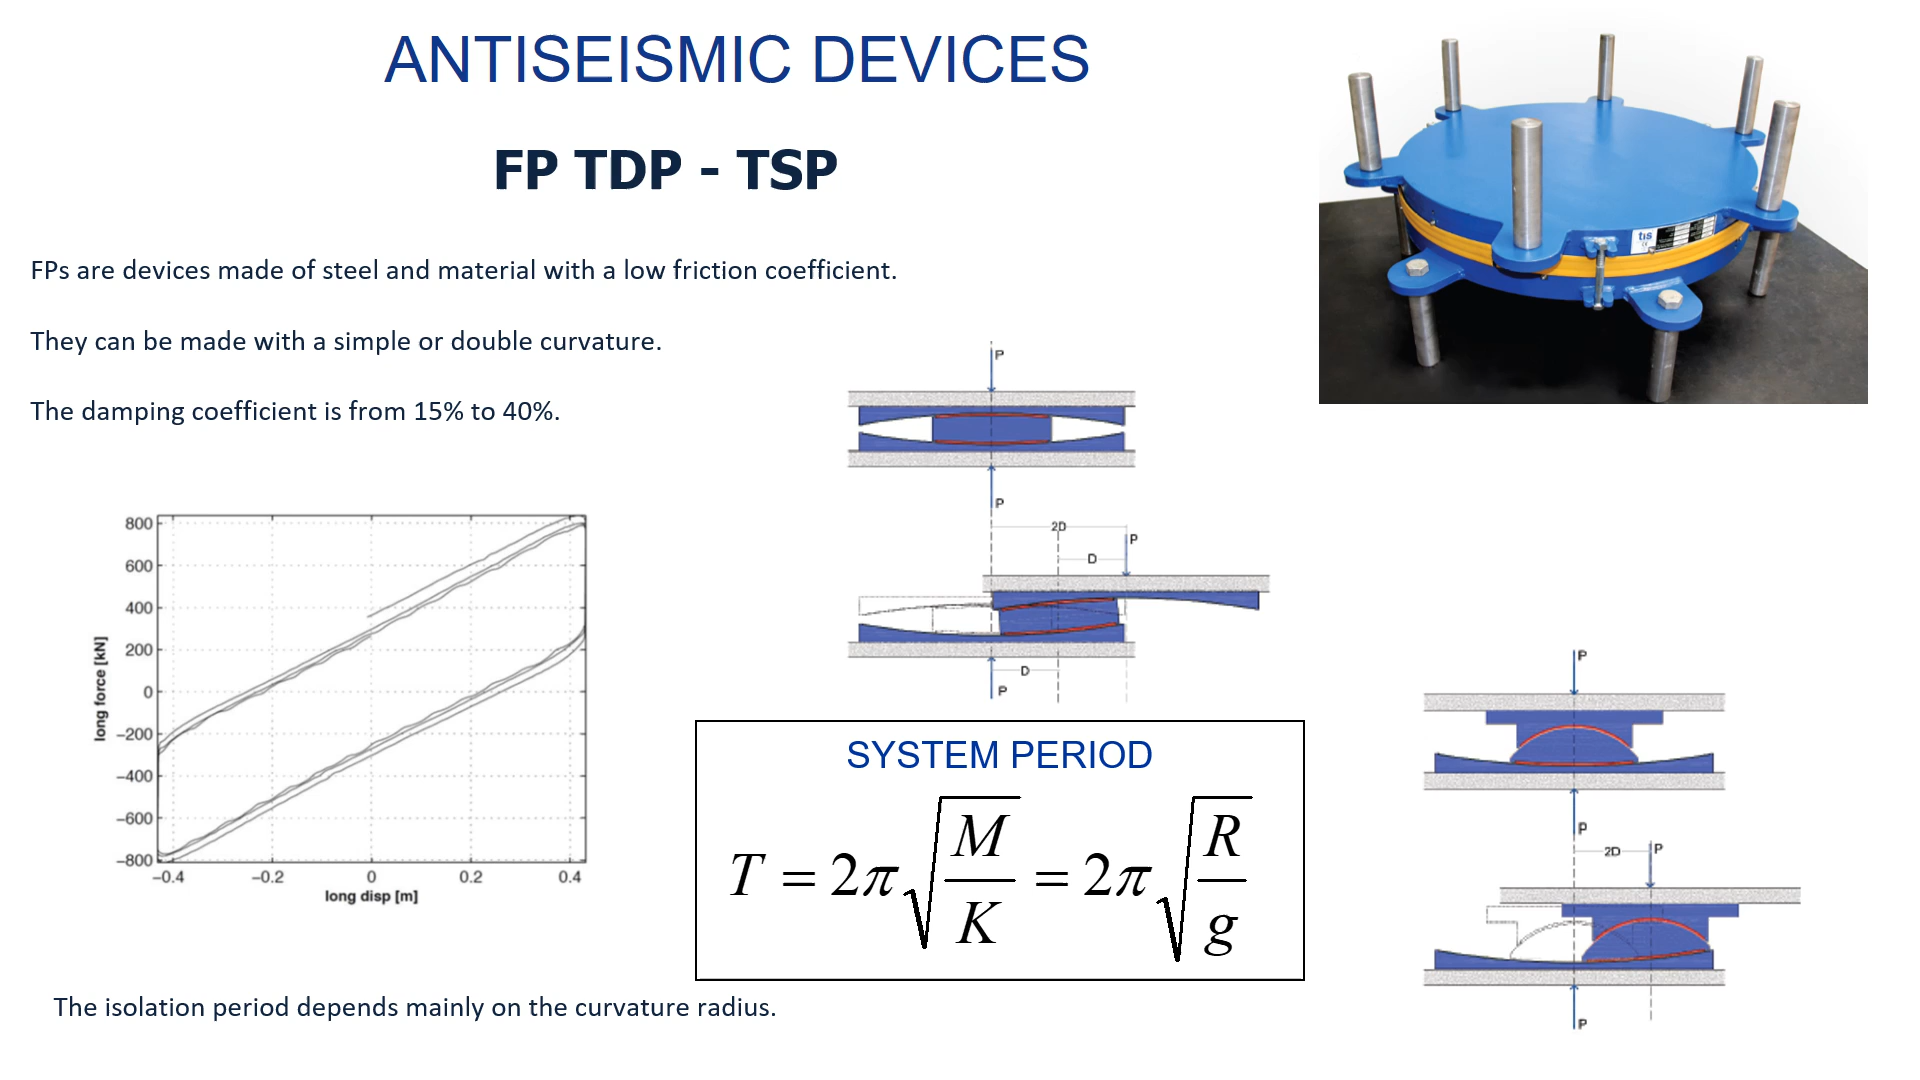 ANTISEISMIC DEVICES
FP TDP - TSP
FPs are devices made of steel and material with a low friction coefficient.
They can be made with a simple or double curvature.
The damping coefficient is from 15% to 40%.
tis
P
P
2D
P
D
D
P
800
600
400
200
0
−200
−400
−600
−800
−0.4
−0.2
0
0.2
0.4
long force [kN]
long disp [m]
SYSTEM PERIOD
T = 2π√(M/K) = 2π√(R/g)
P
P
2D
P
P
The isolation period depends mainly on the curvature radius.